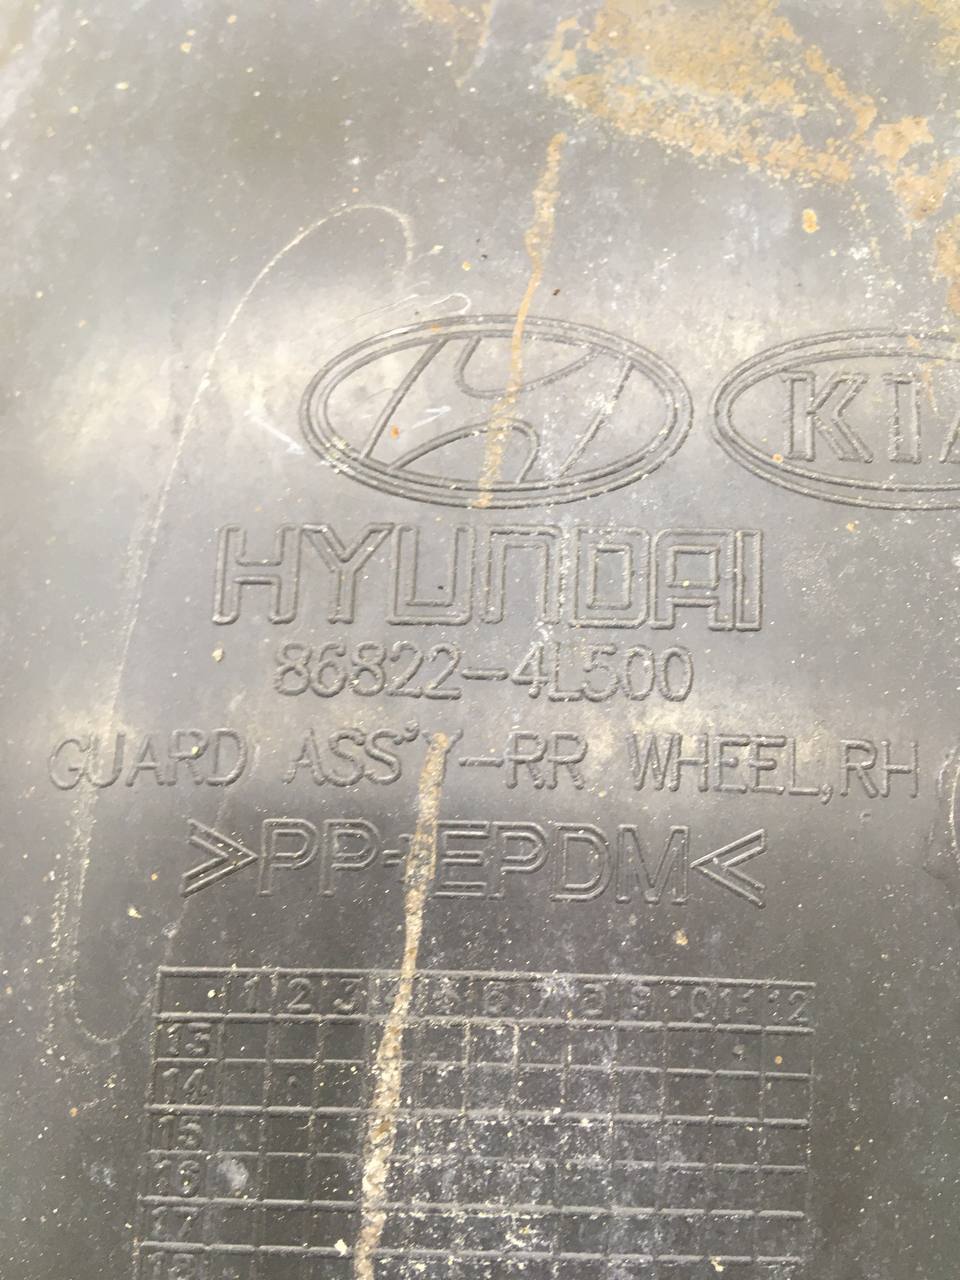 KIA
HYUNDAI
86822-4L500
GUARD ASS'Y-RR WHEEL,RH
>PP+EPDM<
1 2 3 4 5 6 7 8 9 10 11 12
13
14
15
16
17
18